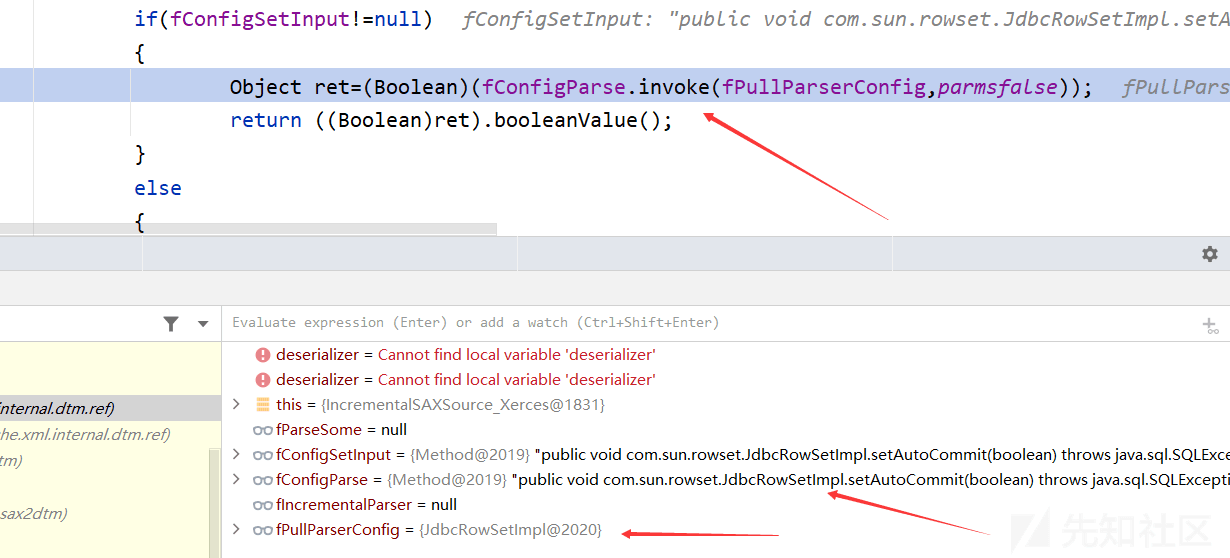 if(fConfigSetInput!=null) fConfigSetInput: "public void com.sun.rowset.JdbcRowSetImpl.setA
{
Object ret=(Boolean)(fConfigParse.invoke(fPullParserConfig,parmsfalse)); fPullPars
return ((Boolean)ret).booleanValue();
}
else
{
Evaluate expression (Enter) or add a watch (Ctrl+Shift+Enter)
deserializer = Cannot find local variable 'deserializer'
deserializer = Cannot find local variable 'deserializer'
nternal.dtm.ref)
this = {IncrementalSAXSource_Xerces@1831}
he.xml.internal.dtm.ref)
fParseSome = null
tm)
fConfigSetInput = {Method@2019} "public void com.sun.rowset.JdbcRowSetImpl.setAutoCommit(boolean) throws java.sql.SQLExce
fConfigParse = {Method@2019} "public void com.sun.rowset.JdbcRowSetImpl.setAutoCommit(boolean) throws java.sql.SQLExcepti
sax2dtm)
fIncrementalParser = null
fPullParserConfig = {JdbcRowSetImpl@2020}
先知社区